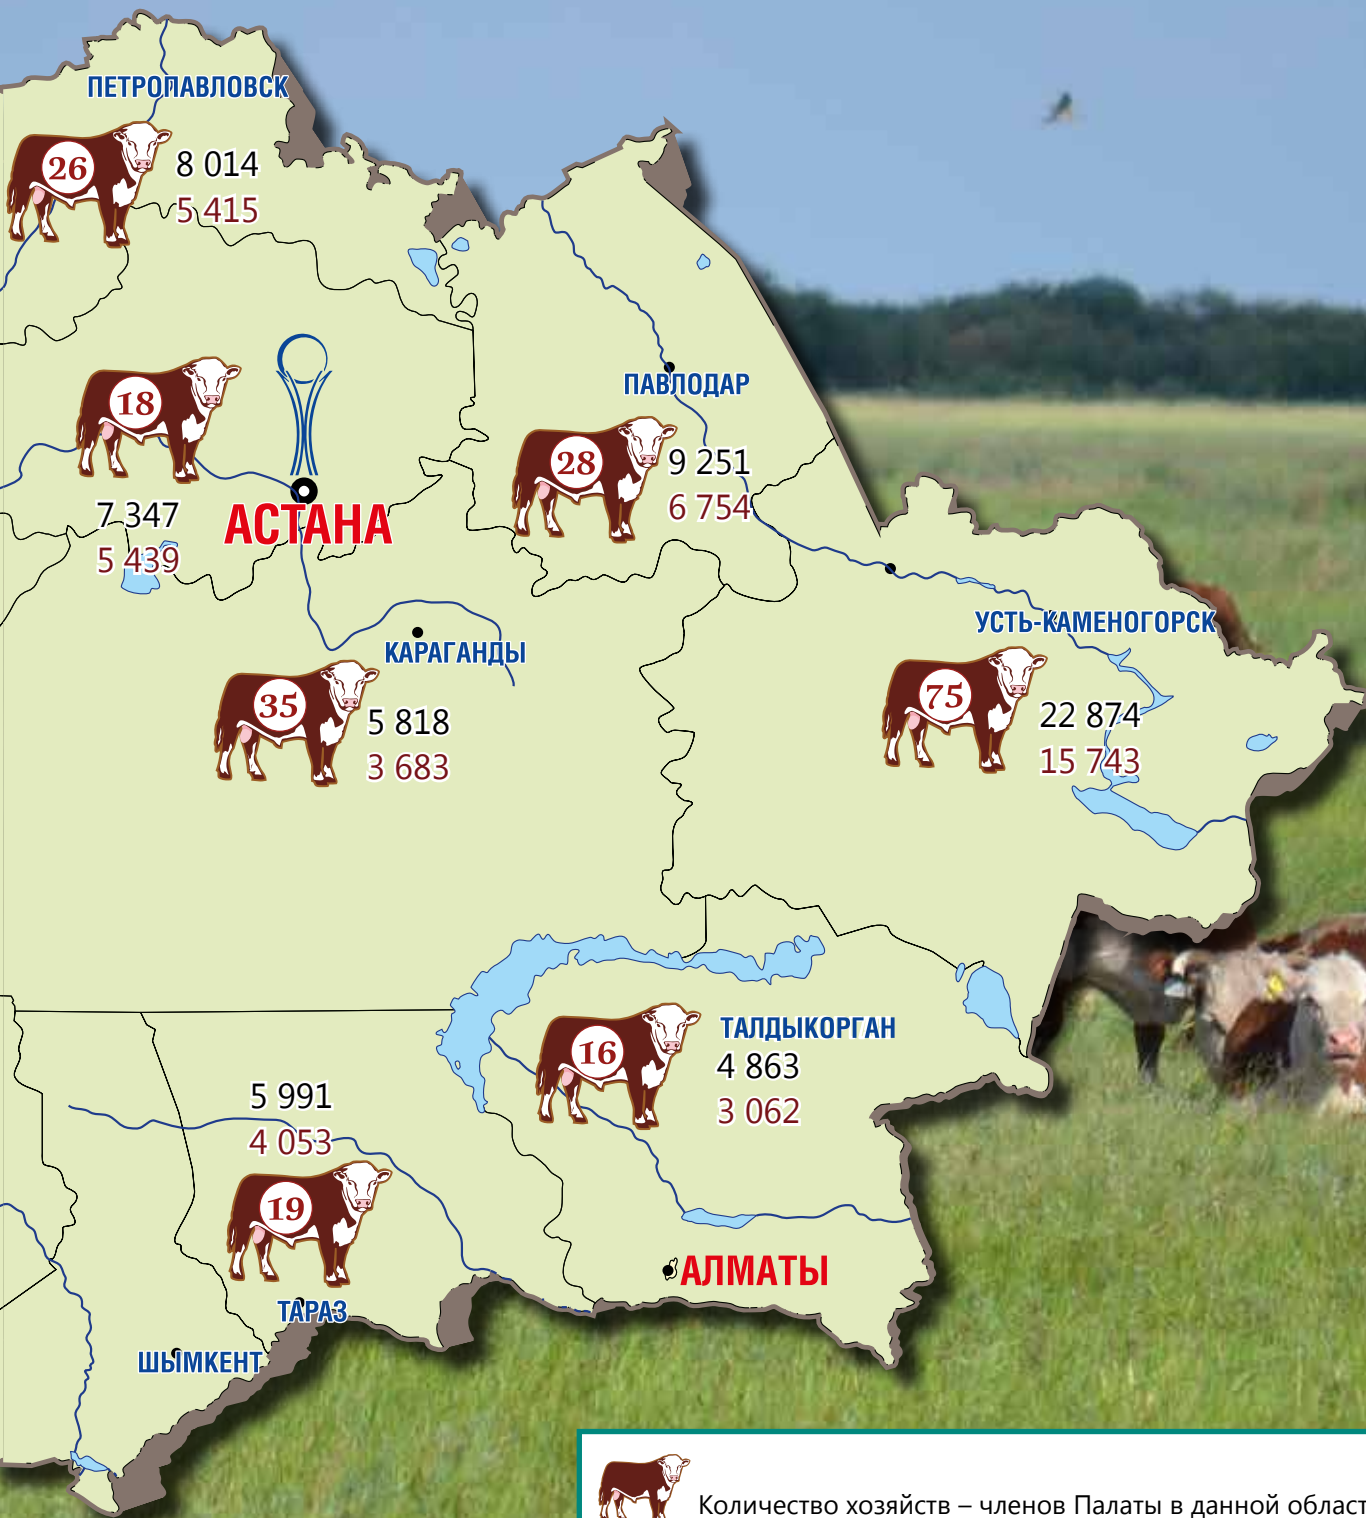 ПЕТРОПАВЛОВСК
26
8 014
5 415
18
7 347
5 439
АСТАНА
ПАВЛОДАР
28
9 251
6 754
КАРАГАНДЫ
35
5 818
3 683
УСТЬ-КАМЕНОГОРСК
75
22 874
15 743
ТАЛДЫКОРГАН
16
4 863
3 062
5 991
4 053
19
ТАРАЗ
АЛМАТЫ
ШЫМКЕНТ
Количество хозяйств – членов Палаты в данной област